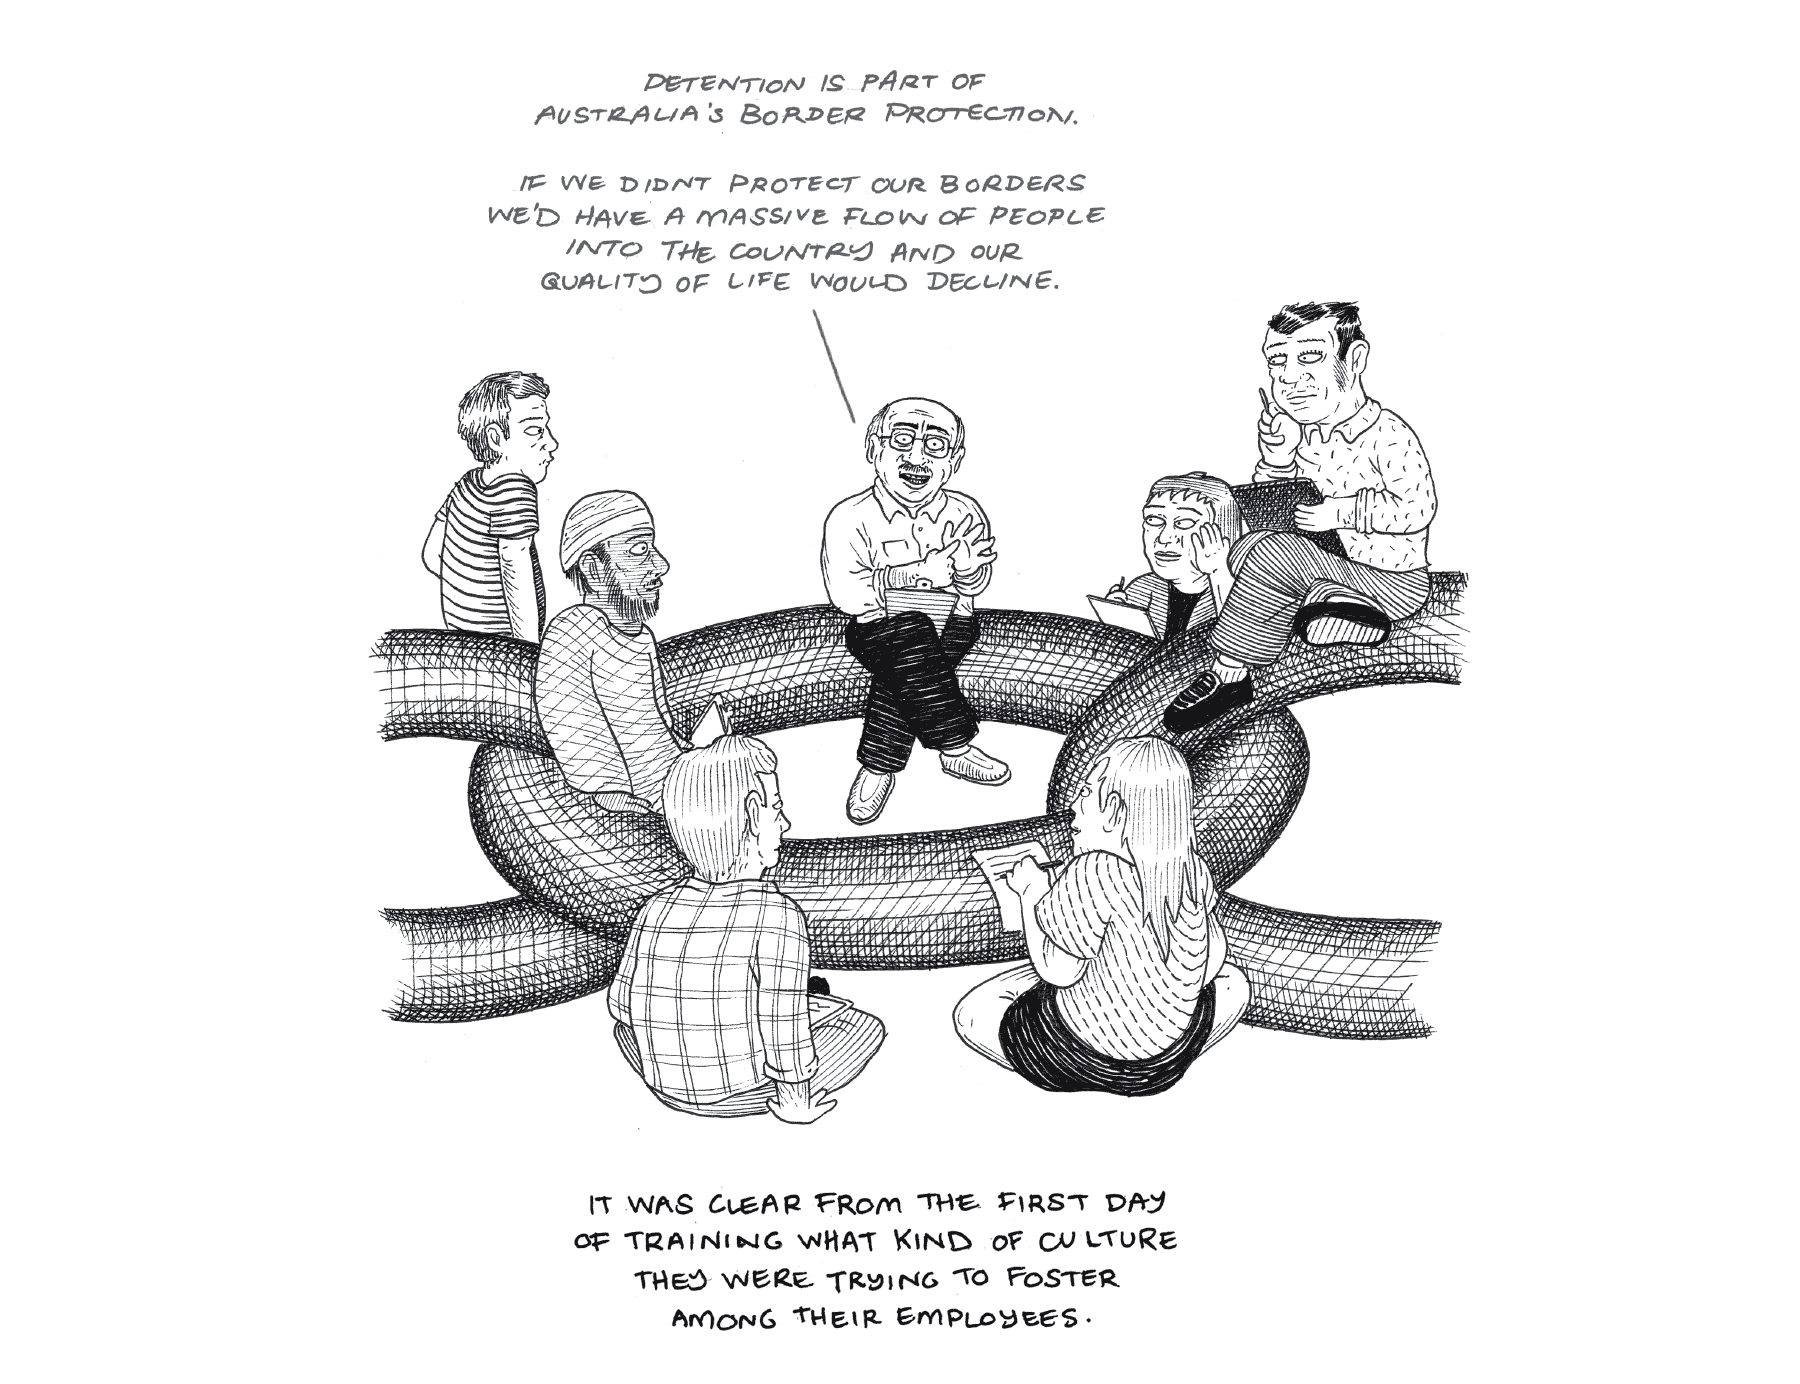 DETENTION IS PART OF
AUSTRALIA'S BORDER PROTECTION.
IF WE DIDNT PROTECT OUR BORDERS
WE'D HAVE A MASSIVE FLOW OF PEOPLE
INTO THE COUNTRY AND OUR
QUALITY OF LIFE WOULD DECLINE.
IT WAS CLEAR FROM THE FIRST DAY
OF TRAINING WHAT KIND OF CULTURE
THEY WERE TRYING TO FOSTER
AMONG THEIR EMPLOYEES.